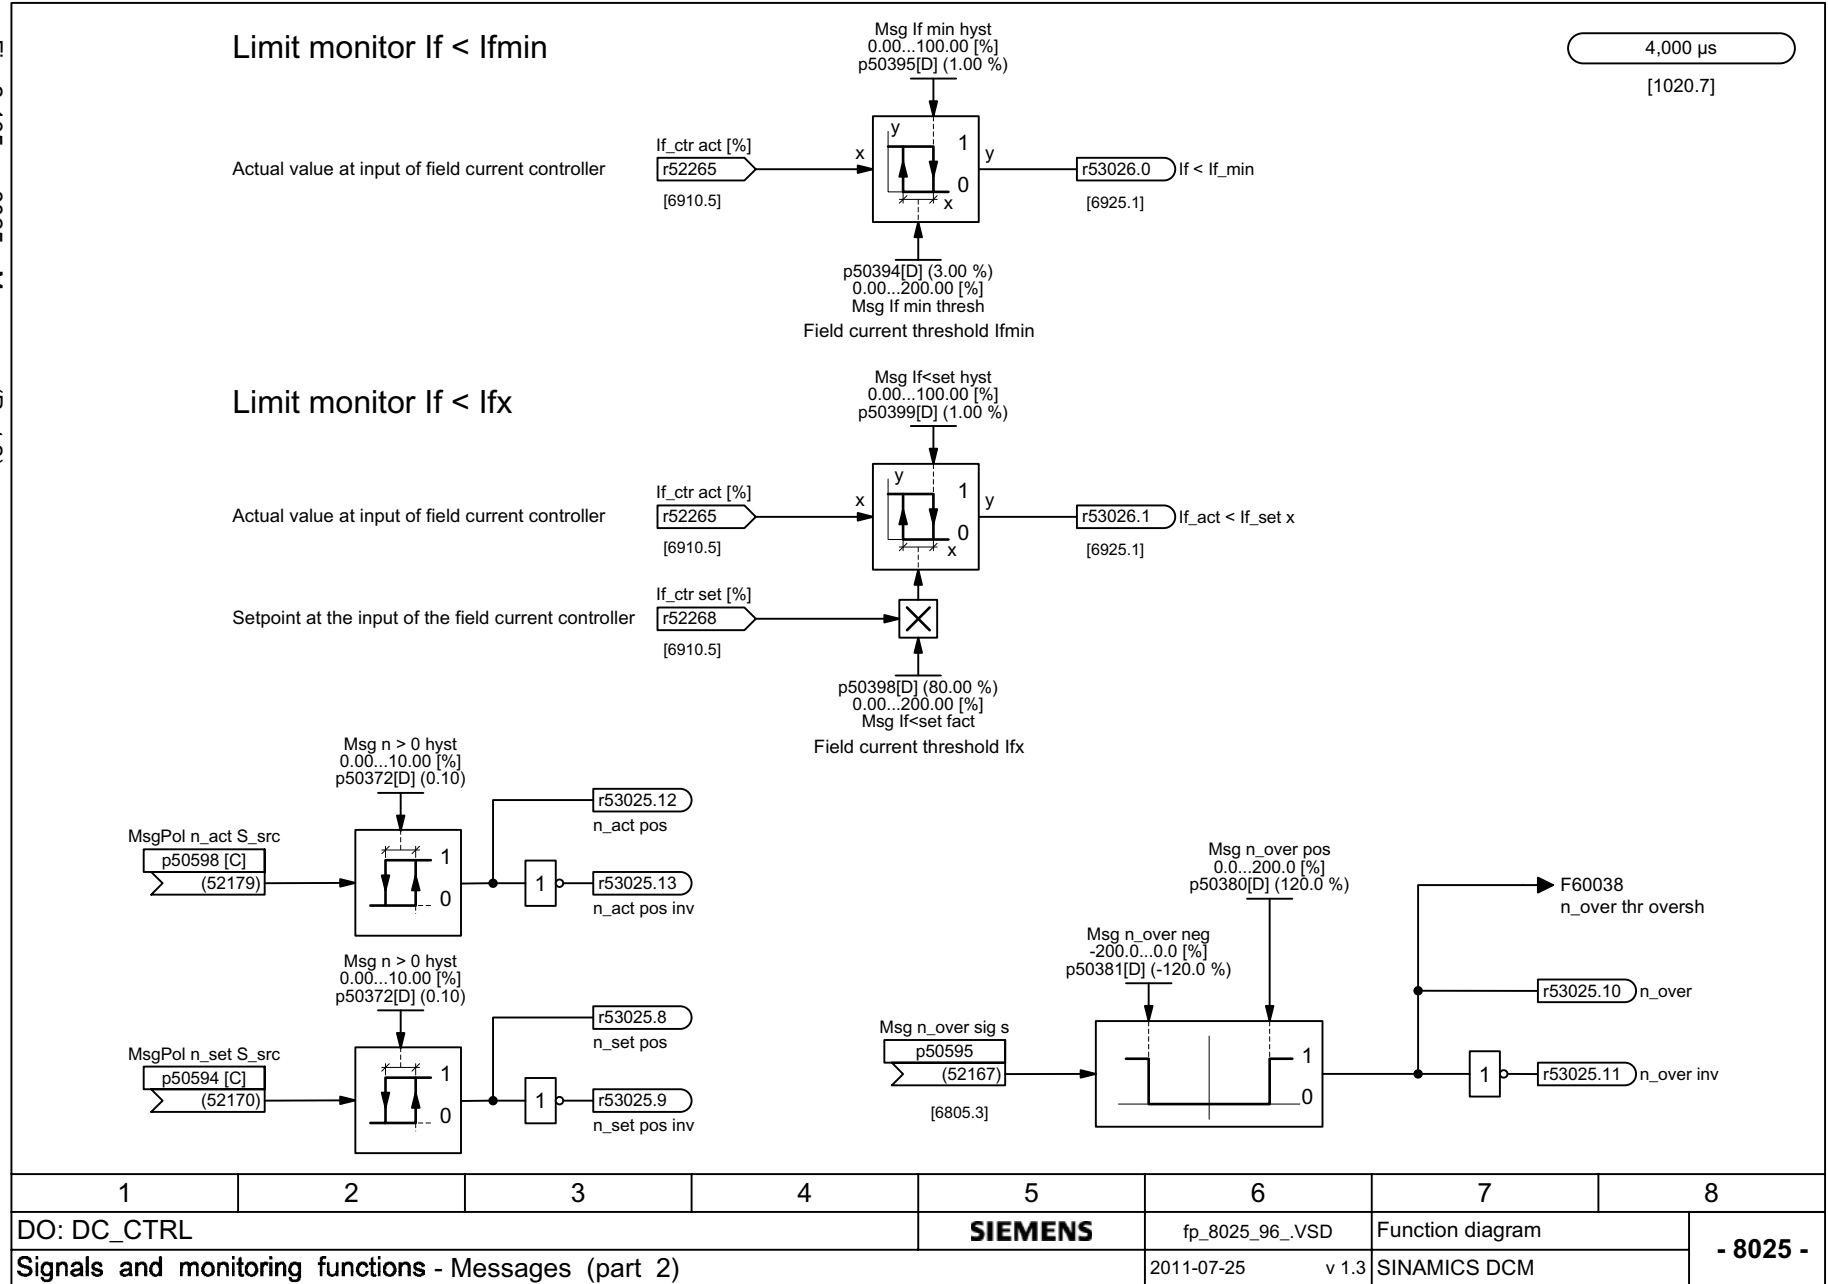 Limit monitor If < Ifmin
Msg If min hyst
0.00...100.00 [%]
p50395[D] (1.00 %)
4,000 µs
[1020.7]
Actual value at input of field current controller
If_ctr act [%]
r52265
[6910.5]
x
y
1
0
x
y
r53026.0
If < If_min
[6925.1]
p50394[D] (3.00 %)
0.00...200.00 [%]
Msg If min thresh
Field current threshold Ifmin
Limit monitor If < Ifx
Msg If<set hyst
0.00...100.00 [%]
p50399[D] (1.00 %)
Actual value at input of field current controller
If_ctr act [%]
r52265
[6910.5]
x
y
1
0
x
y
r53026.1
If_act < If_set x
[6925.1]
Setpoint at the input of the field current controller
If_ctr set [%]
r52268
[6910.5]
p50398[D] (80.00 %)
0.00...200.00 [%]
Msg If<set fact
Field current threshold Ifx
Msg n > 0 hyst
0.00...10.00 [%]
p50372[D] (0.10)
MsgPol n_act S_src
p50598 [C]
(52179)
1
0
r53025.12
n_act pos
1
r53025.13
n_act pos inv
Msg n > 0 hyst
0.00...10.00 [%]
p50372[D] (0.10)
MsgPol n_set S_src
p50594 [C]
(52170)
1
0
r53025.8
n_set pos
1
r53025.9
n_set pos inv
Msg n_over pos
0.0...200.0 [%]
p50380[D] (120.0 %)
Msg n_over neg
-200.0...0.0 [%]
p50381[D] (-120.0 %)
Msg n_over sig s
p50595
(52167)
[6805.3]
1
0
F60038
n_over thr oversh
r53025.10
n_over
1
r53025.11
n_over inv
1 2 3 4 5 6 7 8
DO: DC_CTRL
SIEMENS
fp_8025_96_.VSD
Function diagram
- 8025 -
Signals and monitoring functions - Messages (part 2)
2011-07-25 v 1.3
SINAMICS DCM